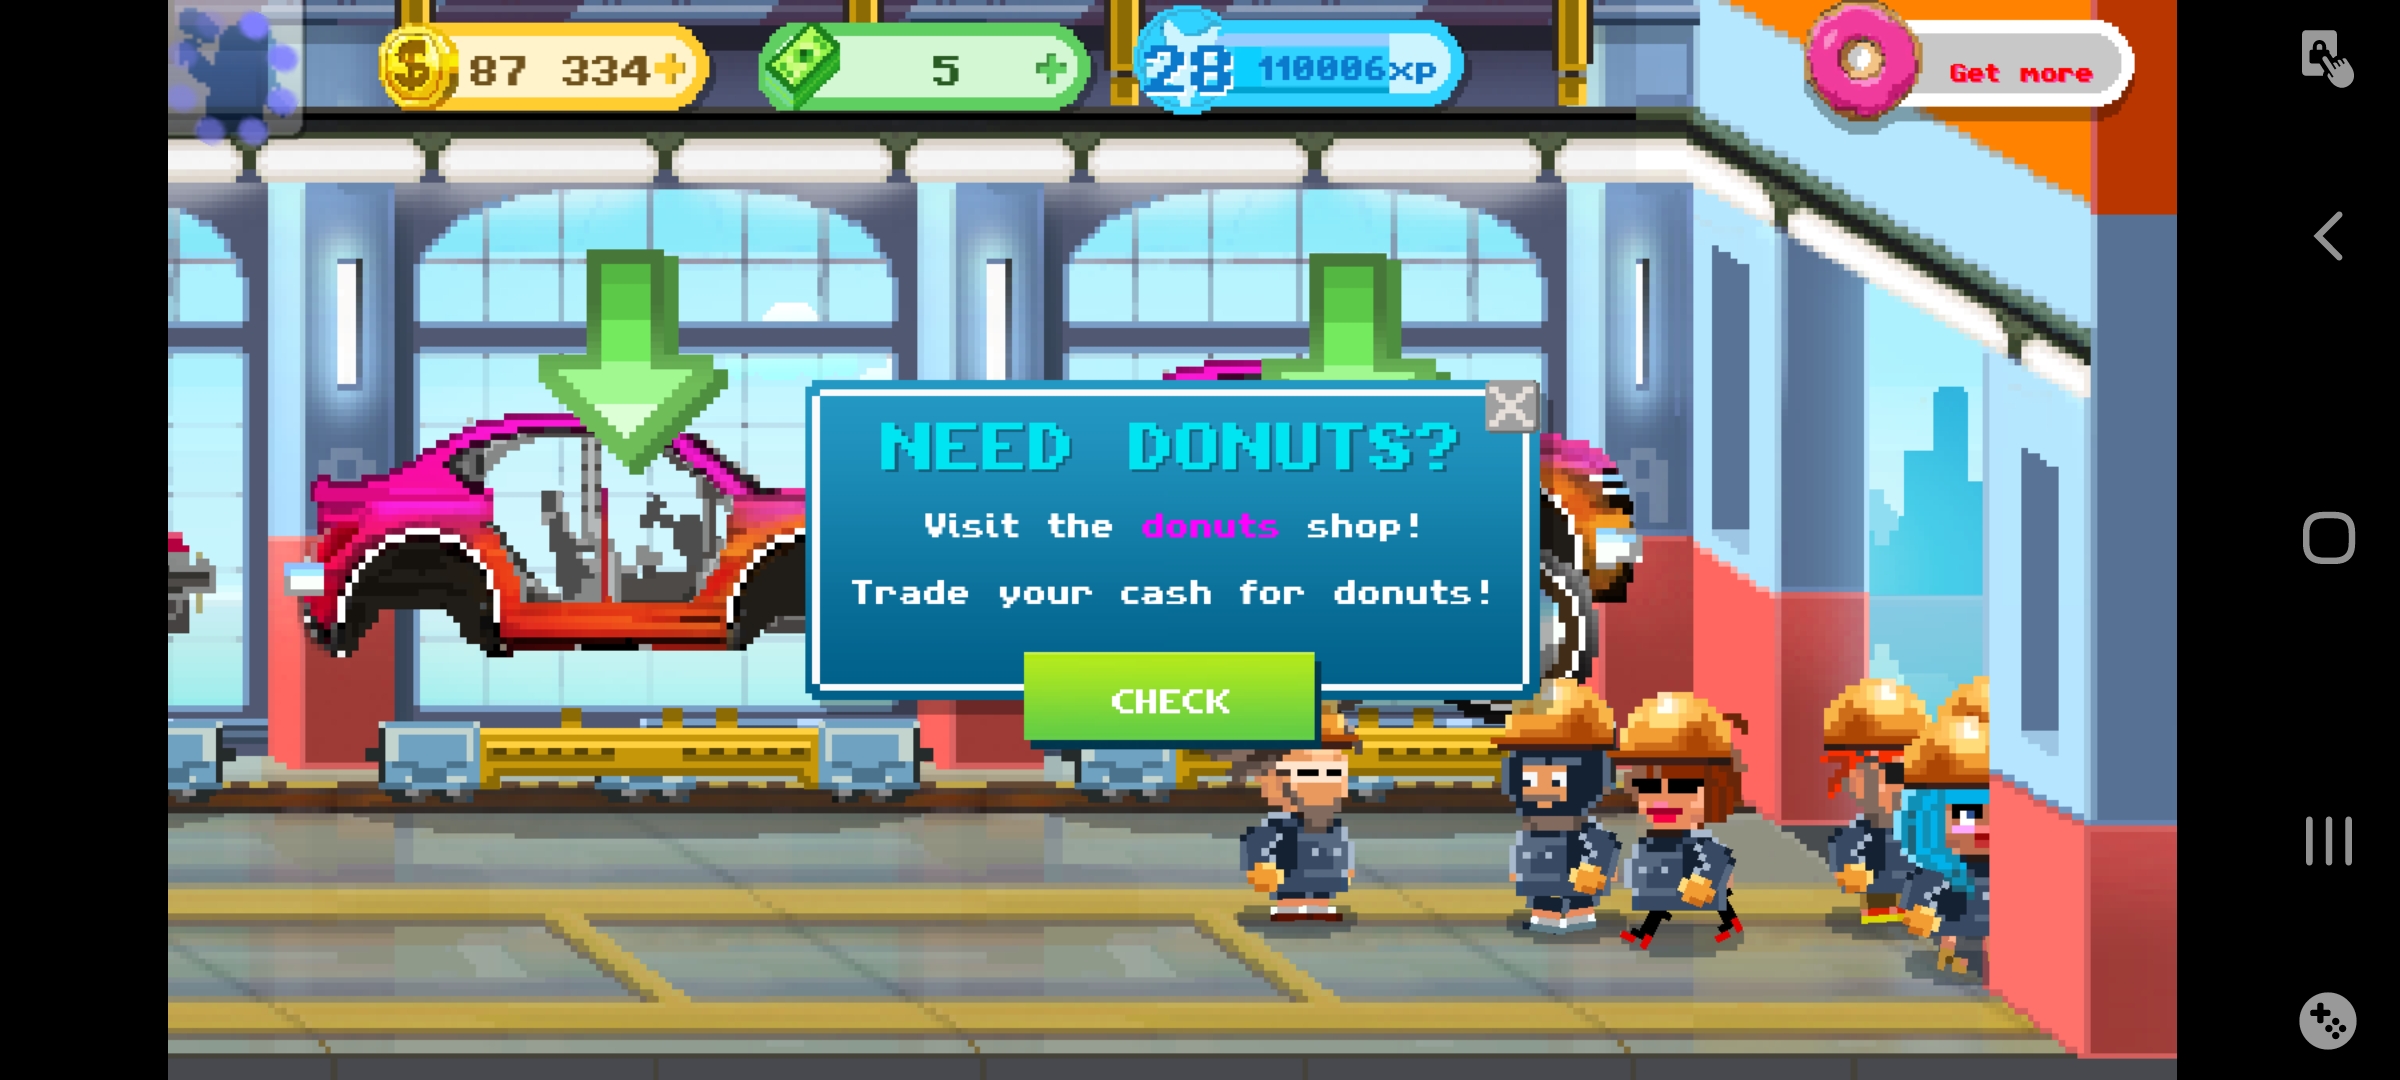 87 334
5
28 110006xp
Get more
NEED DONUTS?
Visit the donuts shop!
Trade your cash for donuts!
CHECK